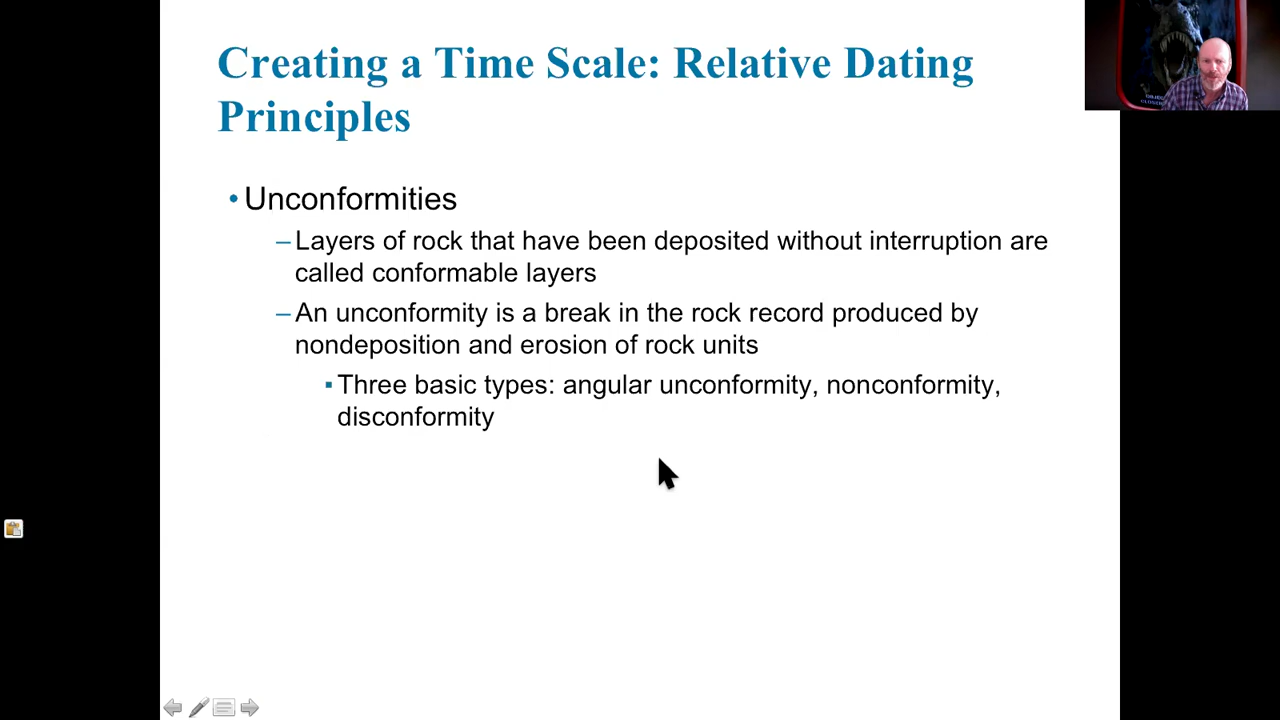 Creating a Time Scale: Relative Dating
Principles
• Unconformities
– Layers of rock that have been deposited without interruption are
called conformable layers
– An unconformity is a break in the rock record produced by
nondeposition and erosion of rock units
▪ Three basic types: angular unconformity, nonconformity,
disconformity